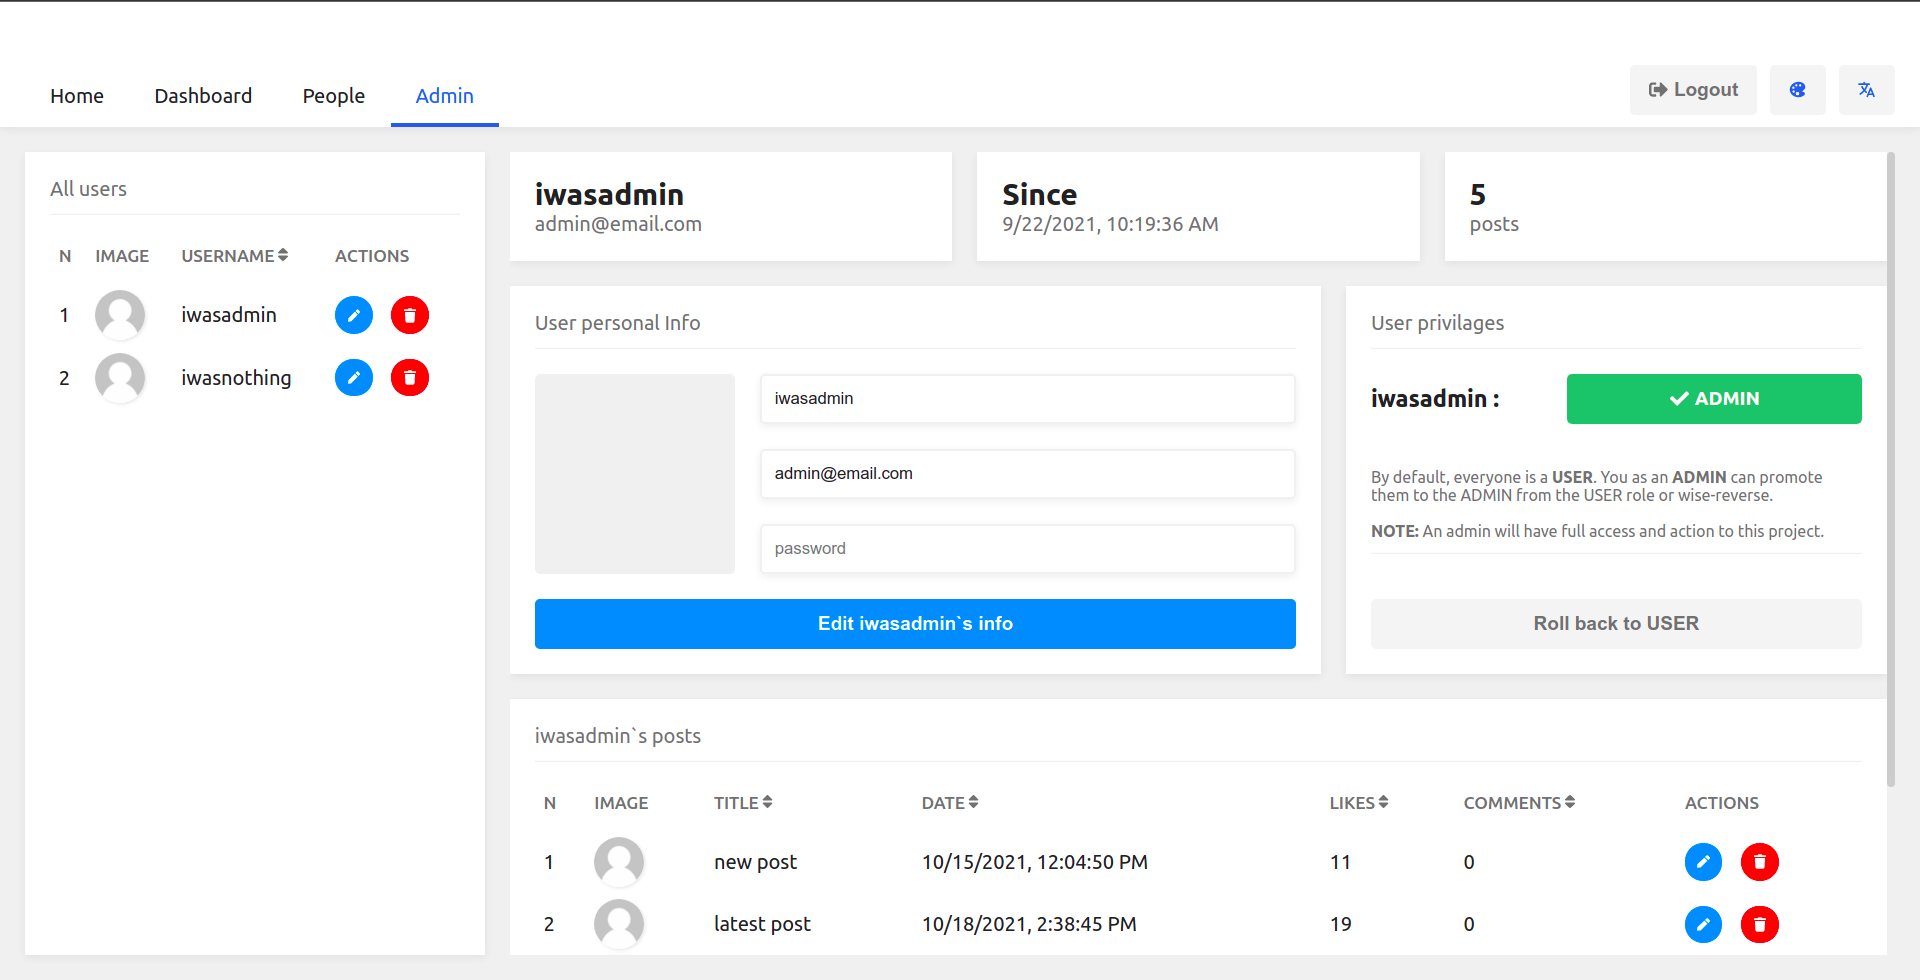 Home Dashboard People Admin Logout
All users
N IMAGE USERNAME ACTIONS
1 iwasadmin
2 iwasnothing
iwasadmin
admin@email.com
Since
9/22/2021, 10:19:36 AM
5
posts
User personal Info
iwasadmin
admin@email.com
password
Edit iwasadmin`s info
User privilages
iwasadmin : ADMIN
By default, everyone is a USER. You as an ADMIN can promote
them to the ADMIN from the USER role or wise-reverse.
NOTE: An admin will have full access and action to this project.
Roll back to USER
iwasadmin`s posts
N IMAGE TITLE DATE LIKES COMMENTS ACTIONS
1 new post 10/15/2021, 12:04:50 PM 11 0
2 latest post 10/18/2021, 2:38:45 PM 19 0